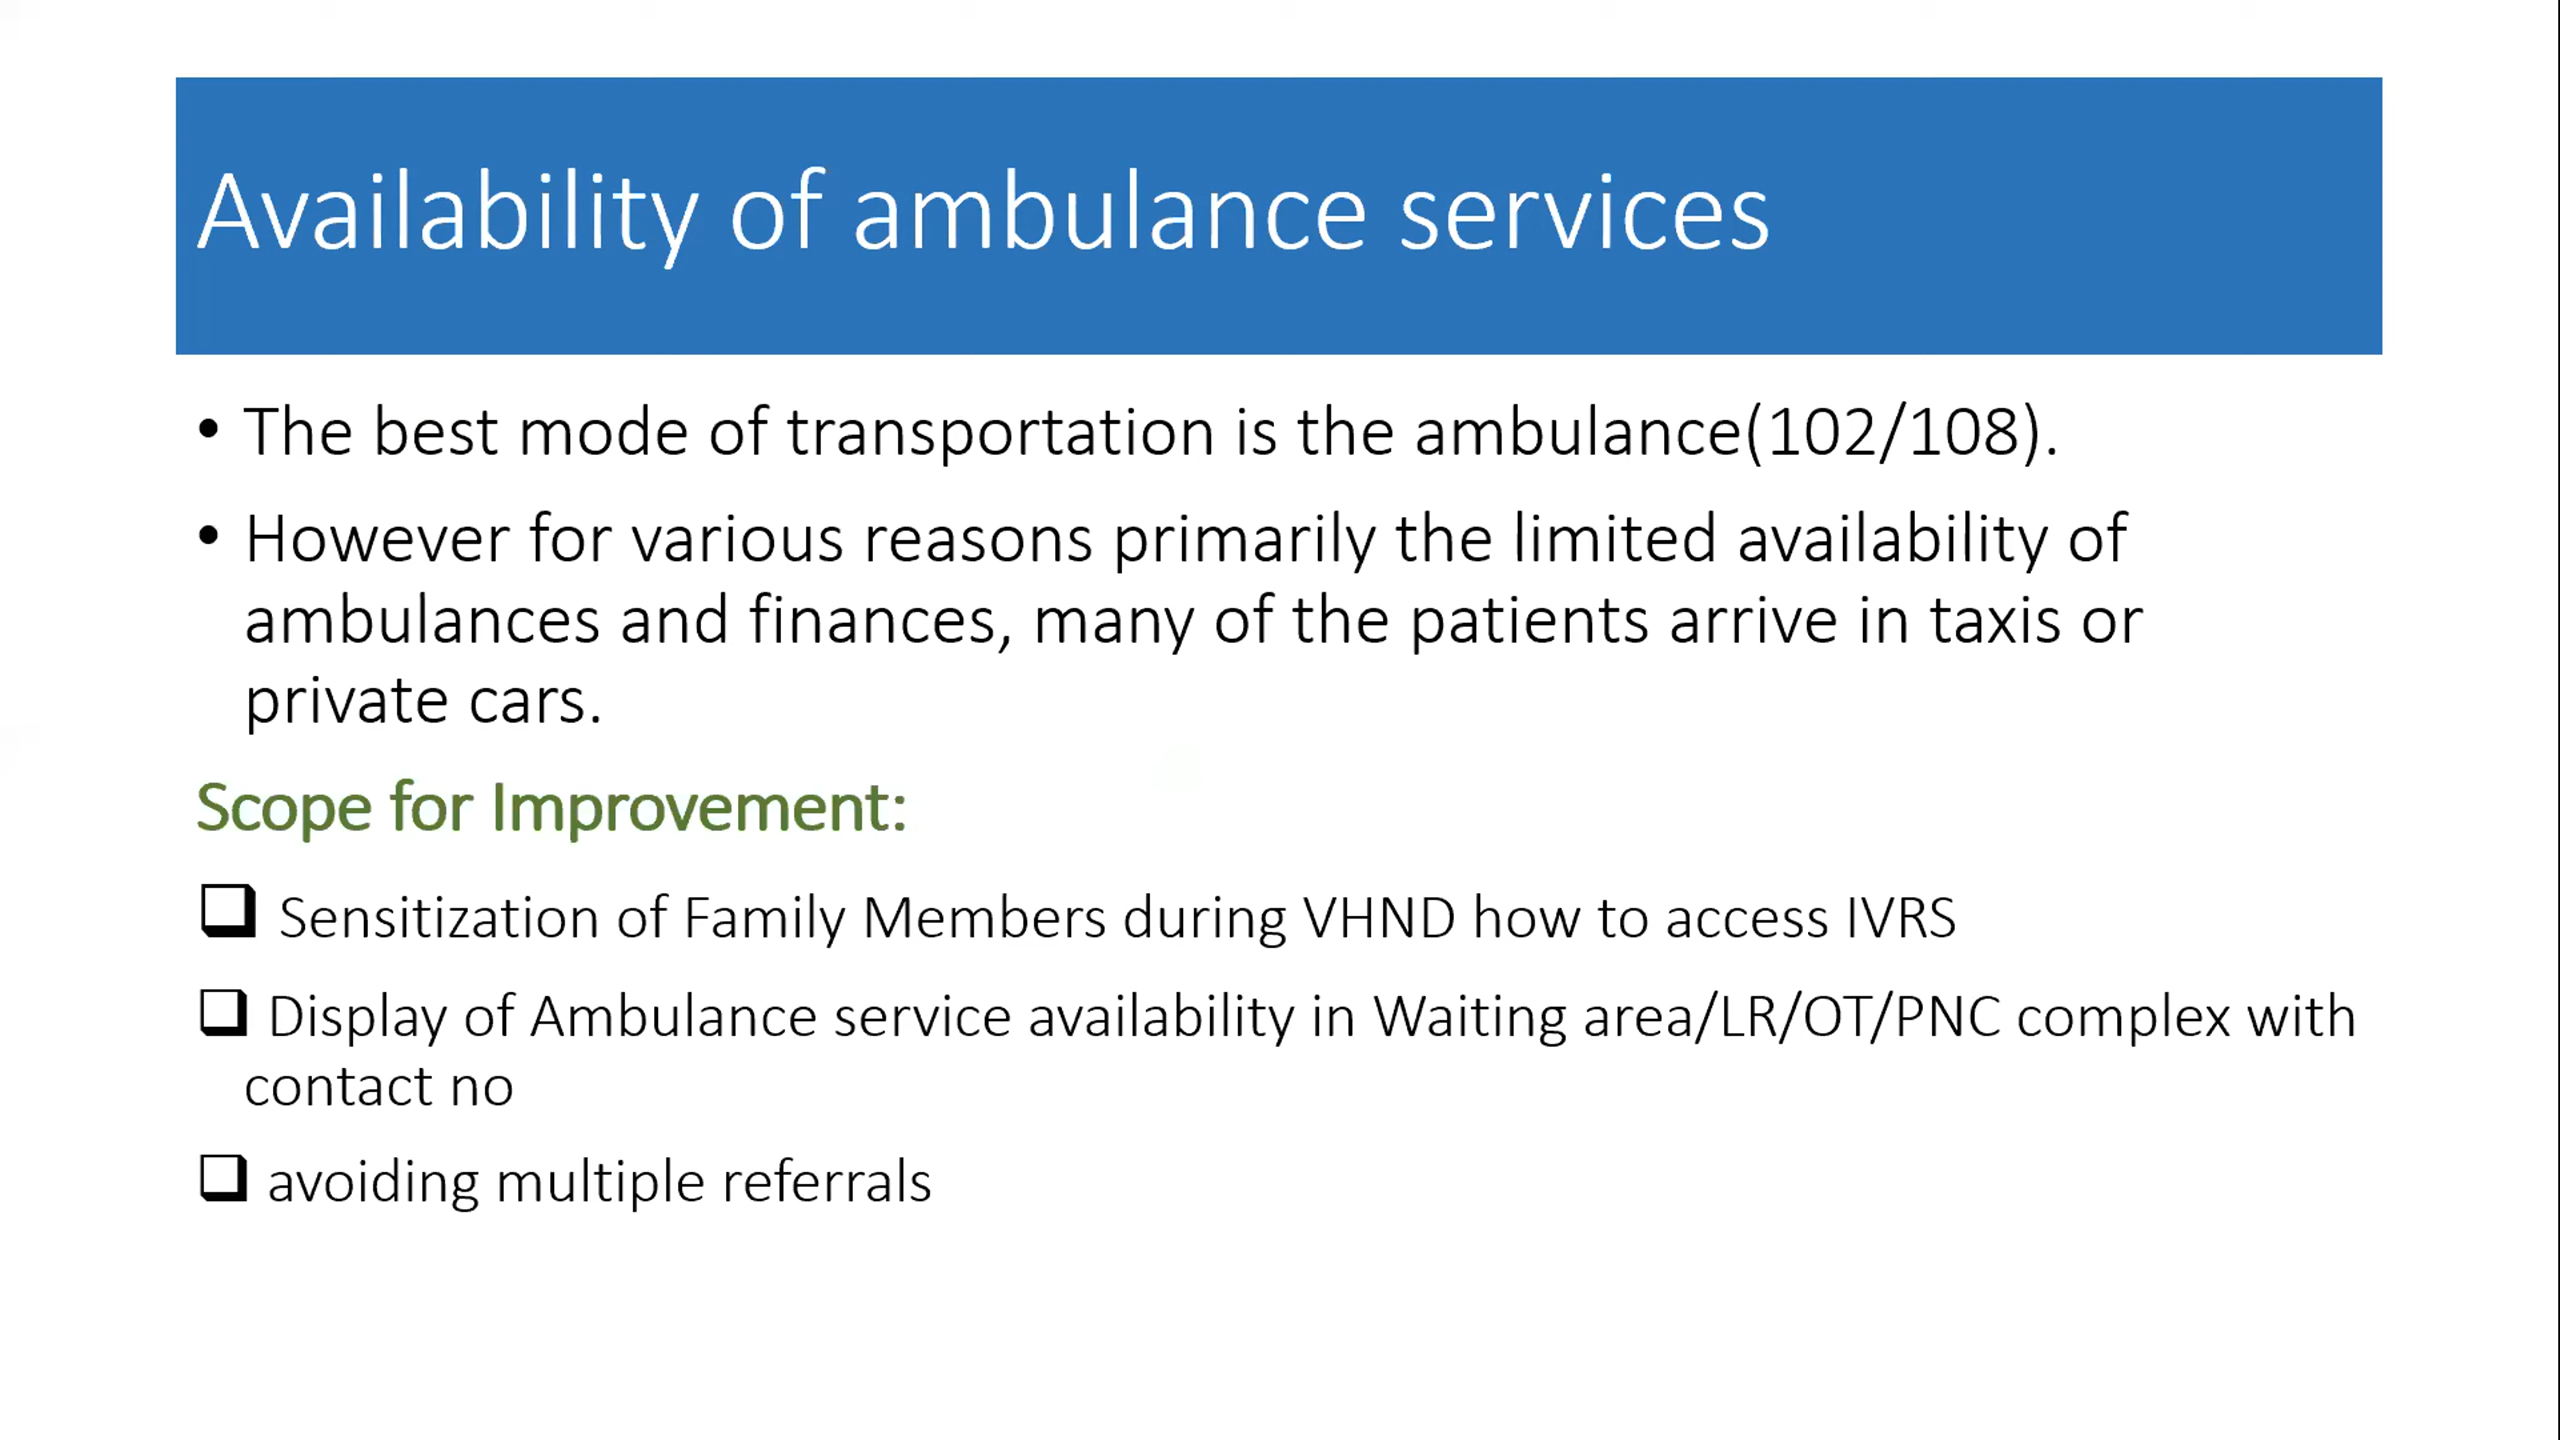 Availability of ambulance services
• The best mode of transportation is the ambulance(102/108).
• However for various reasons primarily the limited availability of
ambulances and finances, many of the patients arrive in taxis or
private cars.
Scope for Improvement:
❑ Sensitization of Family Members during VHND how to access IVRS
❑ Display of Ambulance service availability in Waiting area/LR/OT/PNC complex with
contact no
❑ avoiding multiple referrals